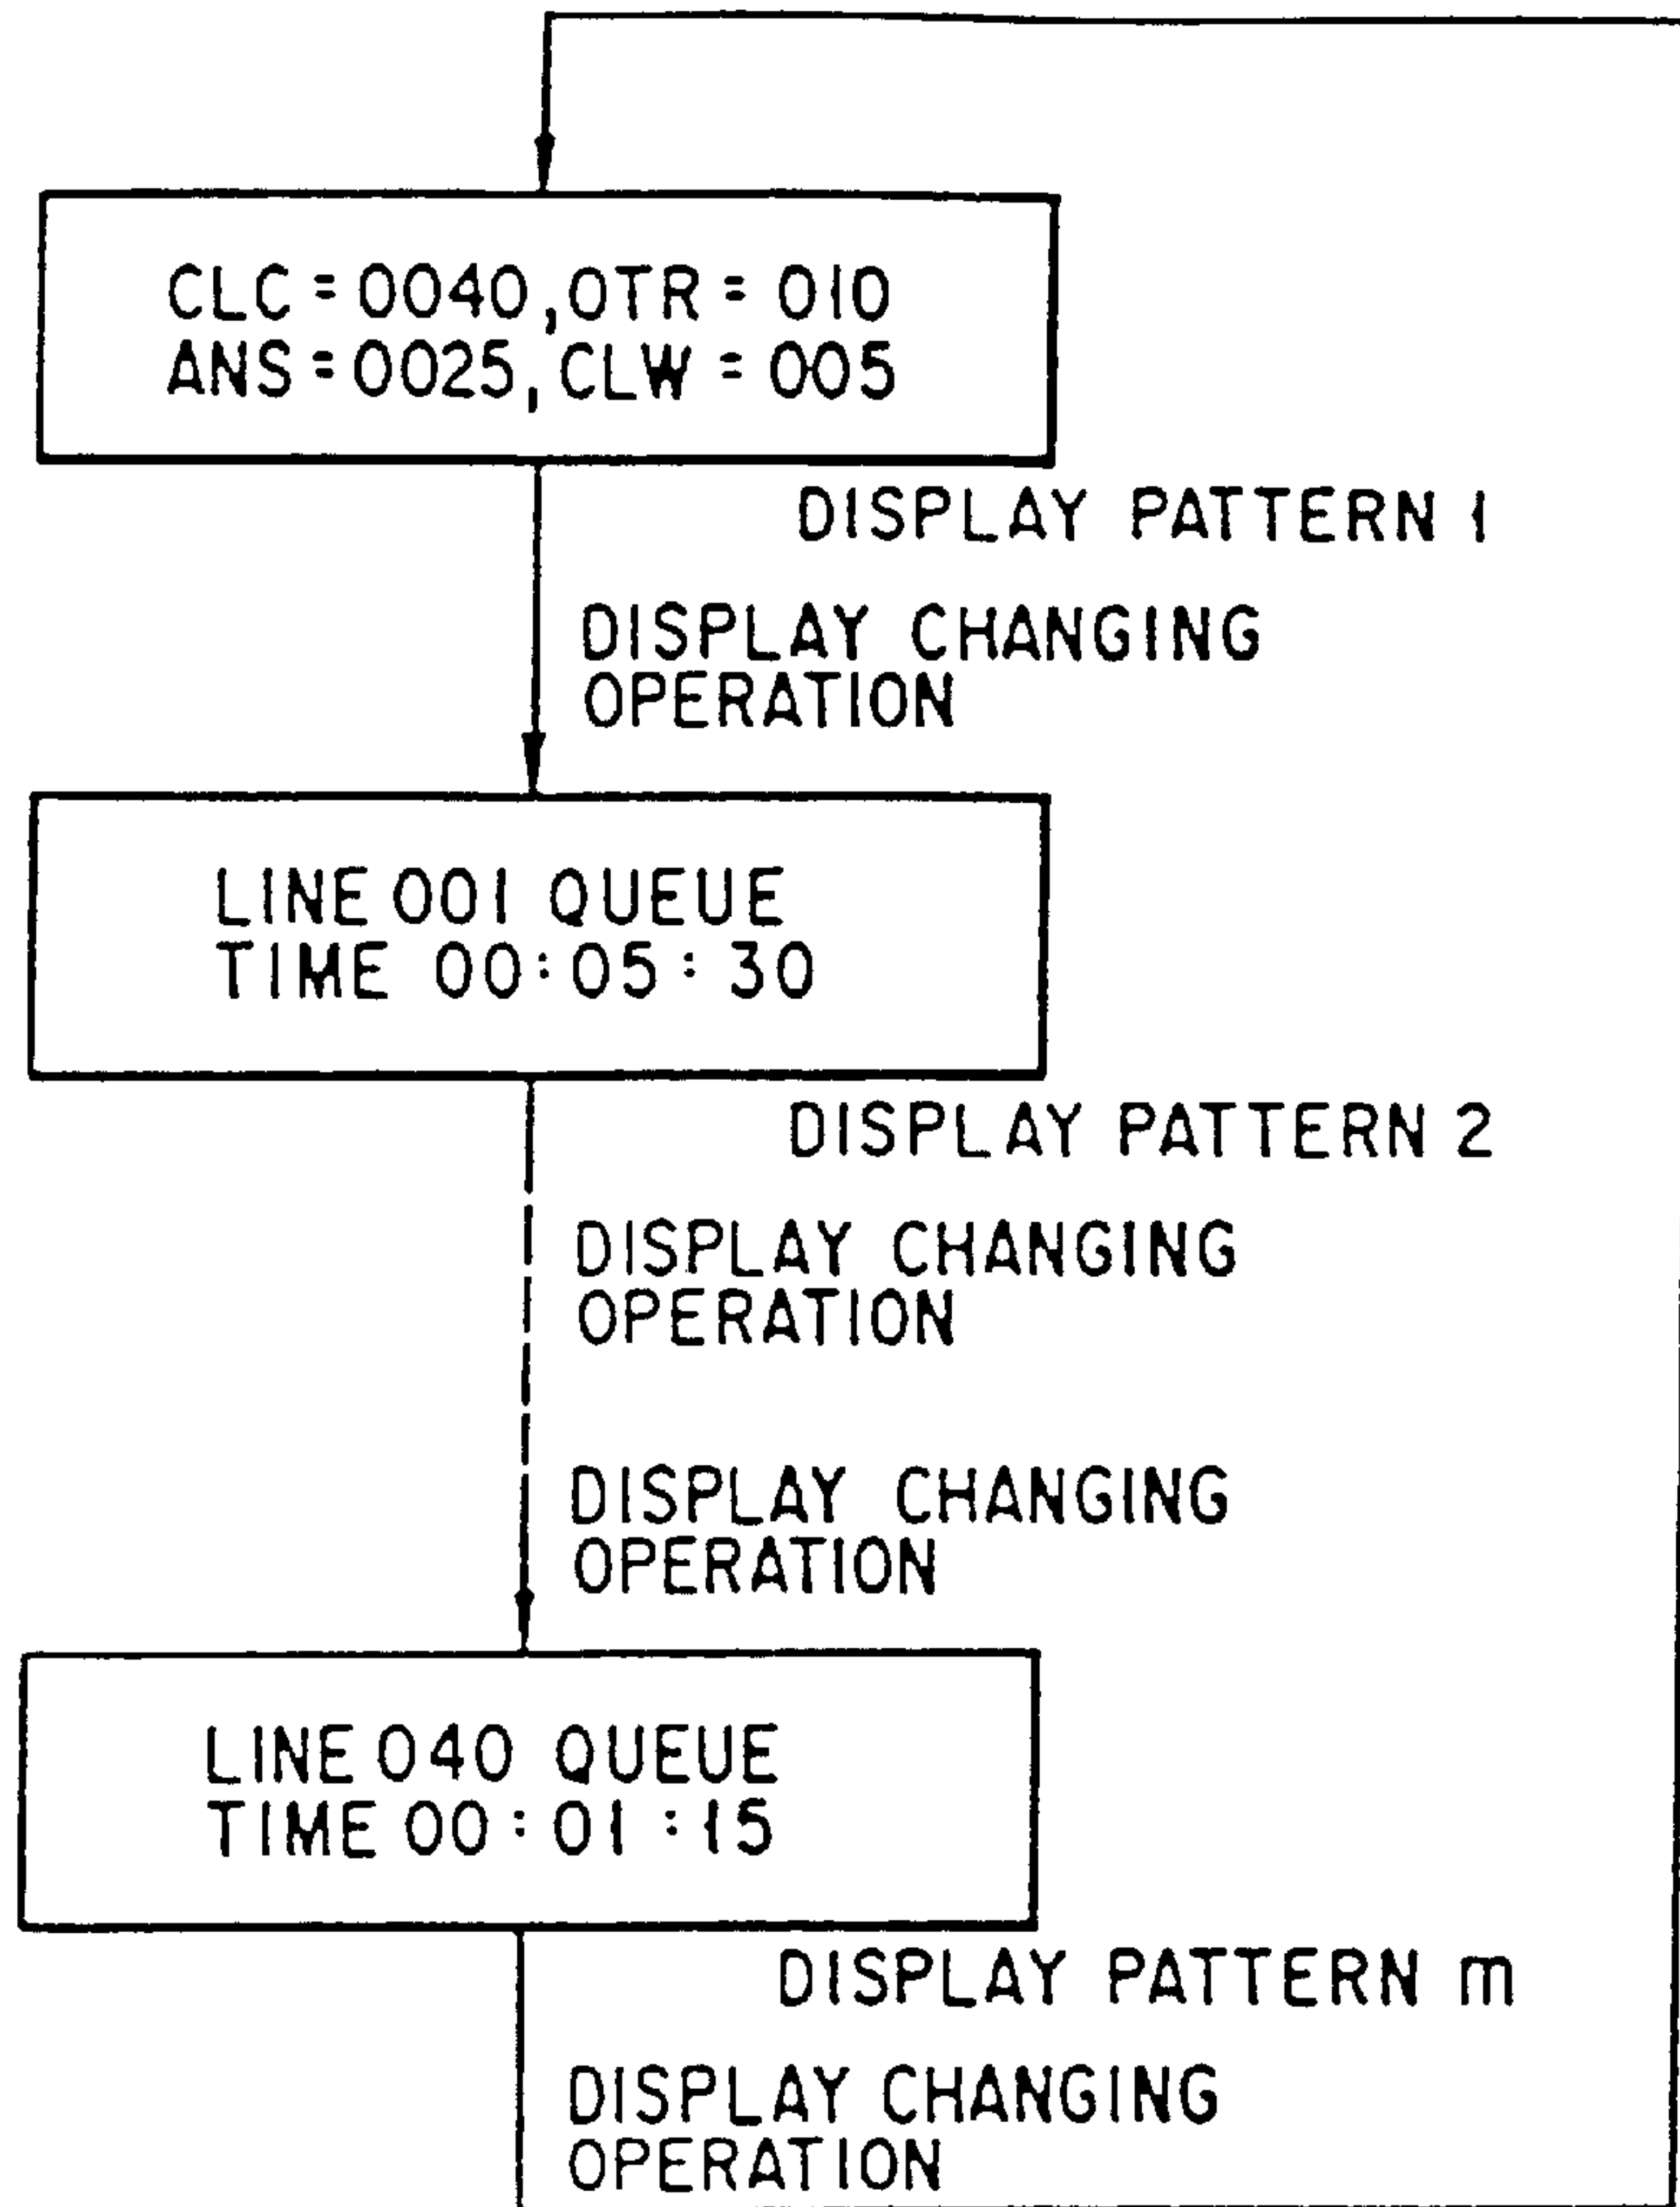 CLC=0040,OTR=010
ANS=0025,CLW=005
DISPLAY PATTERN 1
DISPLAY CHANGING
OPERATION
LINE 001 QUEUE
TIME 00:05:30
DISPLAY PATTERN 2
DISPLAY CHANGING
OPERATION
DISPLAY CHANGING
OPERATION
LINE 040 QUEUE
TIME 00:01:15
DISPLAY PATTERN m
DISPLAY CHANGING
OPERATION